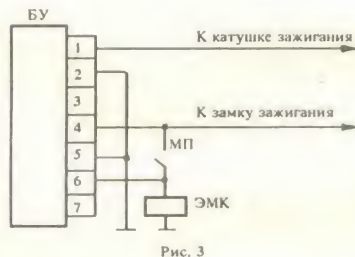 БУ
1
К катушке зажигания
2
3
К замку зажигания
4
МП
5
6
ЭМК
7
Рис. 3